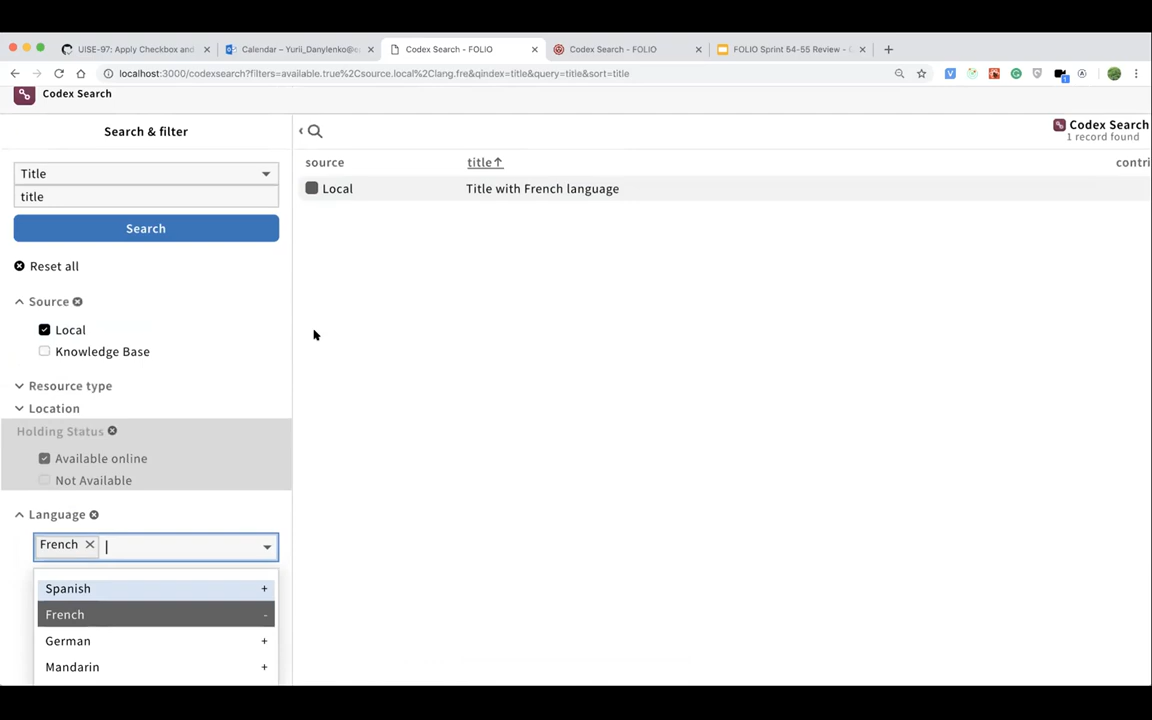 UISE-97: Apply Checkbox and
Calendar – Yurii_Danylenko@
Codex Search - FOLIO
Codex Search - FOLIO
FOLIO Sprint 54-55 Review -
localhost:3000/codexsearch?filters=available.true%2Csource.local%2Clang.fre&qindex=title&query=title&sort=title
Codex Search
Search & filter
Title
title
Search
Reset all
Source
Local
Knowledge Base
Resource type
Location
Holding Status
Available online
Not Available
Language
French
Spanish +
French -
German +
Mandarin +
Codex Search
1 record found
source title↑ contri
Local Title with French language